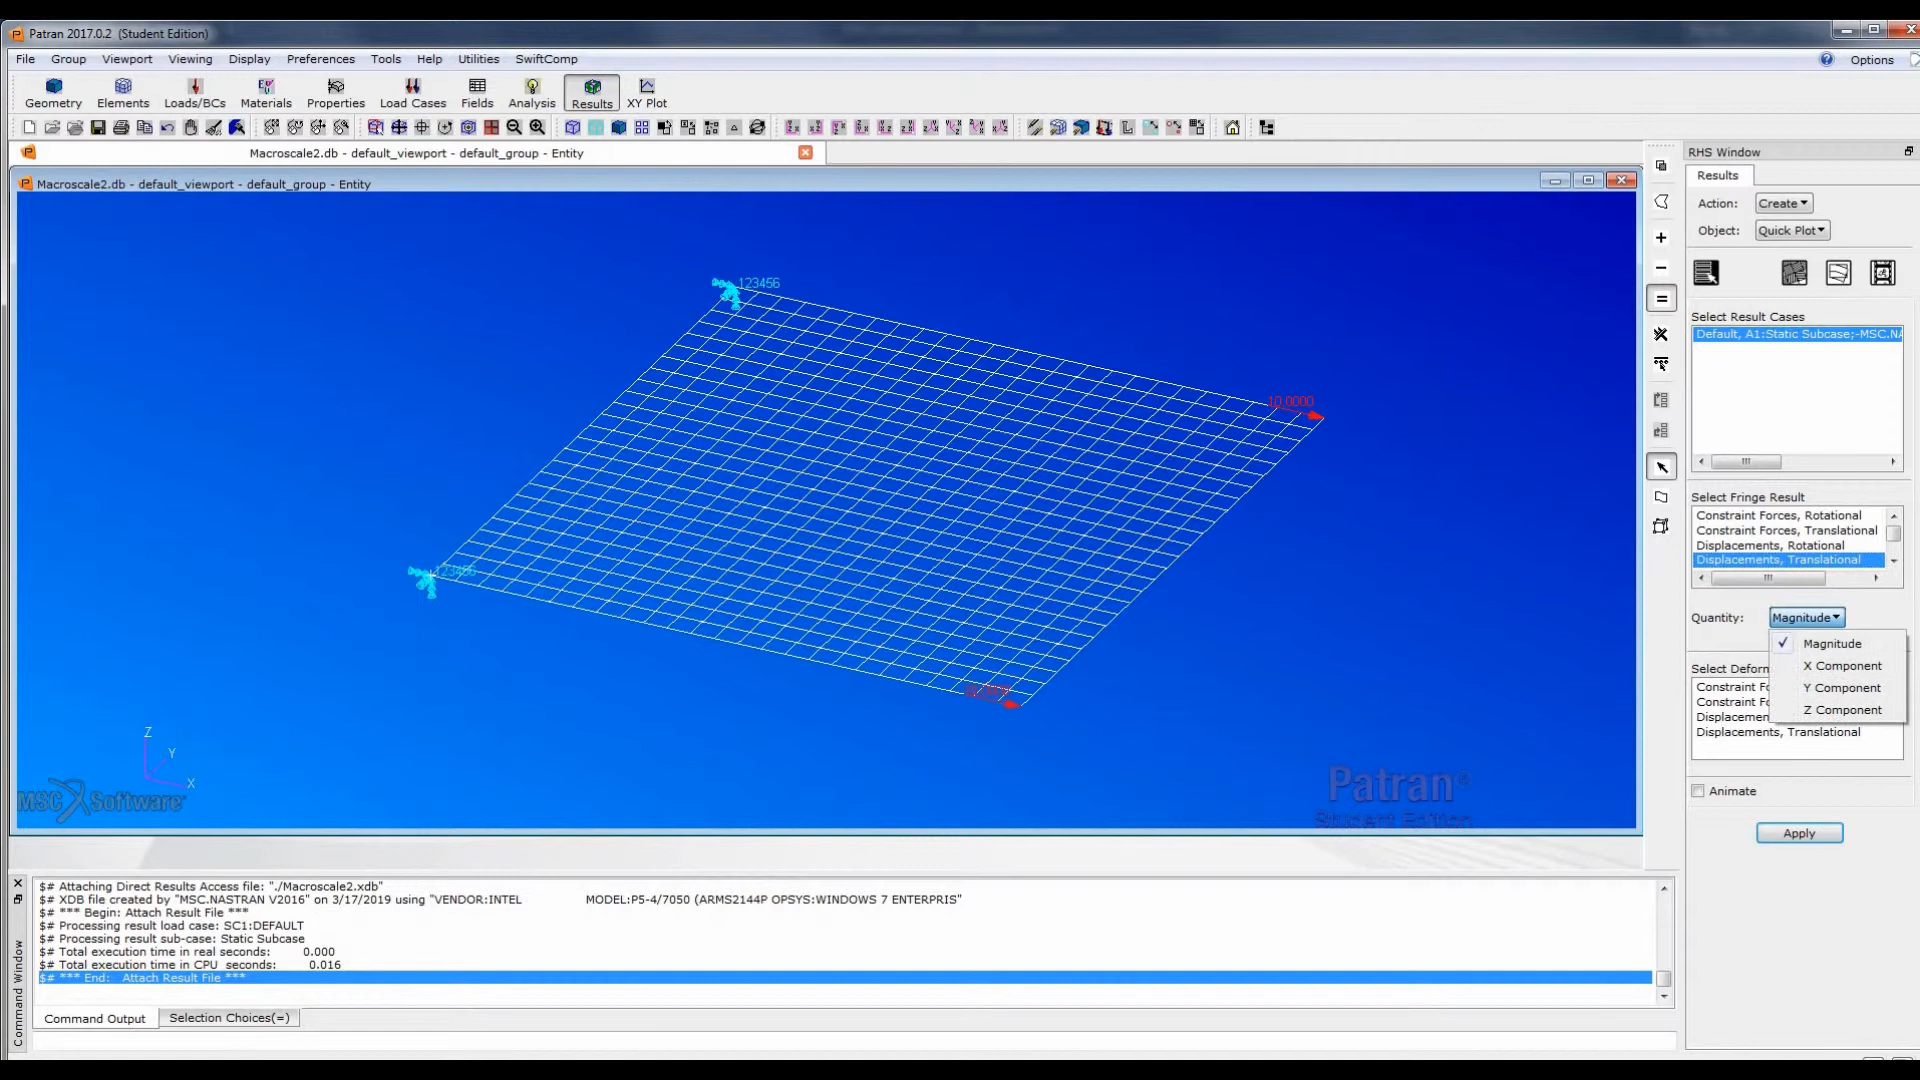 Patran 2017.0.2 (Student Edition)
File Group Viewport Viewing Display Preferences Tools Help Utilities SwiftComp
Options
Geometry Elements Loads/BCs Materials Properties Load Cases Fields Analysis Results XY Plot
Macroscale2.db - default_viewport - default_group - Entity
Macroscale2.db - default_viewport - default_group - Entity
123456
10.0000
123456
Z
Y
X
MSC Software
Patran
Student Edition
RHS Window
Results
Action: Create
Object: Quick Plot
Select Result Cases
Default, A1:Static Subcase;-MSC.NA
Select Fringe Result
Constraint Forces, Rotational
Constraint Forces, Translational
Displacements, Rotational
Displacements, Translational
Quantity: Magnitude
Magnitude
X Component
Y Component
Z Component
Select Deform
Constraint Fo
Constraint Fo
Displacemen
Displacements, Translational
Animate
Apply
$# Attaching Direct Results Access file: "./Macroscale2.xdb"
$# XDB file created by "MSC.NASTRAN V2016" on 3/17/2019 using "VENDOR:INTEL MODEL:P5-4/7050 (ARMS2144P OPSYS:WINDOWS 7 ENTERPRIS"
$# *** Begin: Attach Result File ***
$# Processing result load case: SC1:DEFAULT
$# Processing result sub-case: Static Subcase
$# Total execution time in real seconds: 0.000
$# Total execution time in CPU seconds: 0.016
$# *** End: Attach Result File ***
Command Output Selection Choices(=)
Command Window